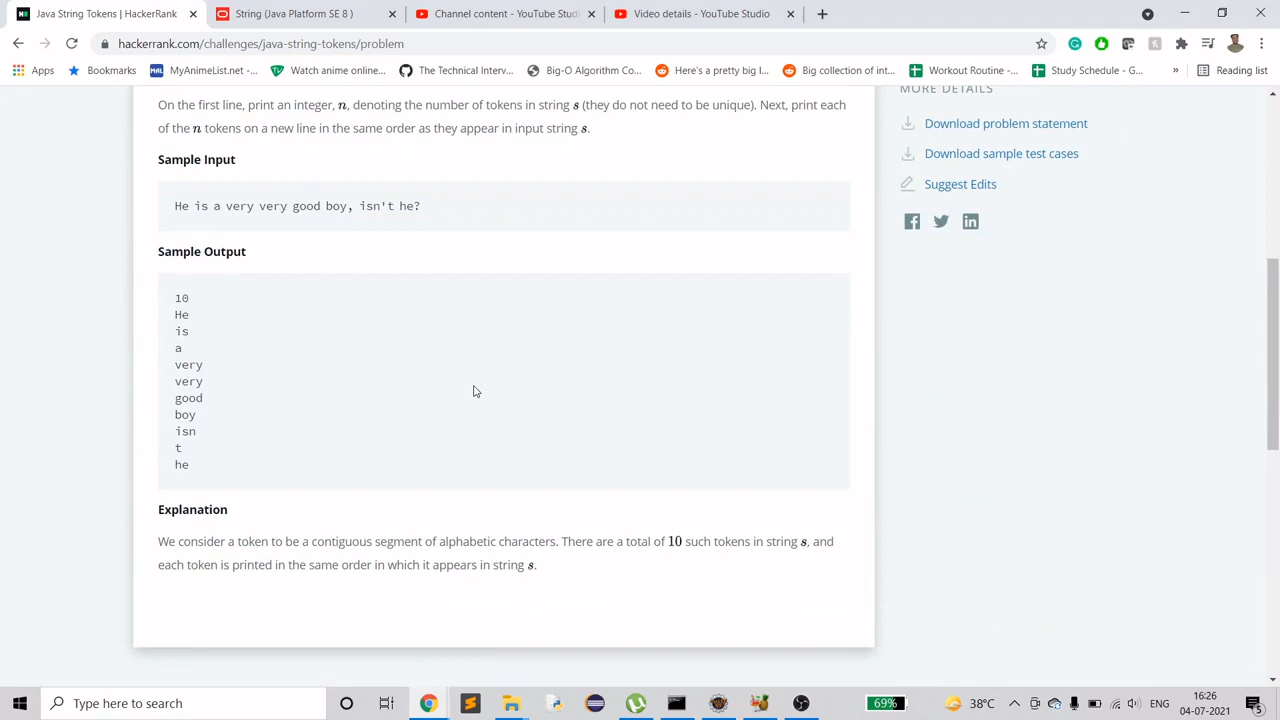 Java String Tokens | HackerRank
String (Java Platform SE 8 )
Channel content - YouTube Stud
Video details - YouTube Studio
hackerrank.com/challenges/java-string-tokens/problem
Apps
Bookmarks
MyAnimeList.net -...
Watch anime online...
The Technical Interv...
Big-O Algorithm Co...
Here's a pretty big l...
Big collection of int...
Workout Routine -...
Study Schedule - G...
»
Reading list
On the first line, print an integer, n, denoting the number of tokens in string s (they do not need to be unique). Next, print each
of the n tokens on a new line in the same order as they appear in input string s.
Sample Input
He is a very very good boy, isn't he?
Sample Output
10
He
is
a
very
very
good
boy
isn
t
he
Explanation
We consider a token to be a contiguous segment of alphabetic characters. There are a total of 10 such tokens in string s, and
each token is printed in the same order in which it appears in string s.
MORE DETAILS
Download problem statement
Download sample test cases
Suggest Edits
Type here to search
69%
38°C
ENG
16:26
04-07-2021
5